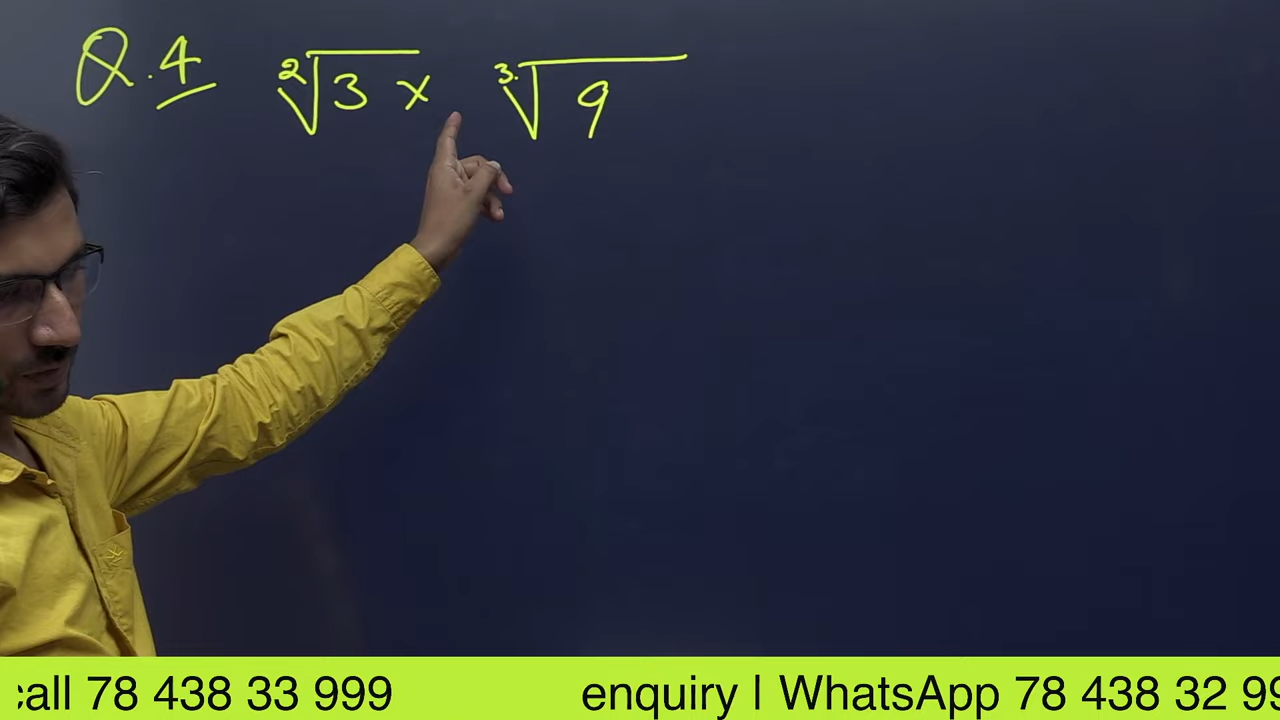 Q.4 ²√3 × ³√9
call 78 438 33 999 enquiry | WhatsApp 78 438 32 99